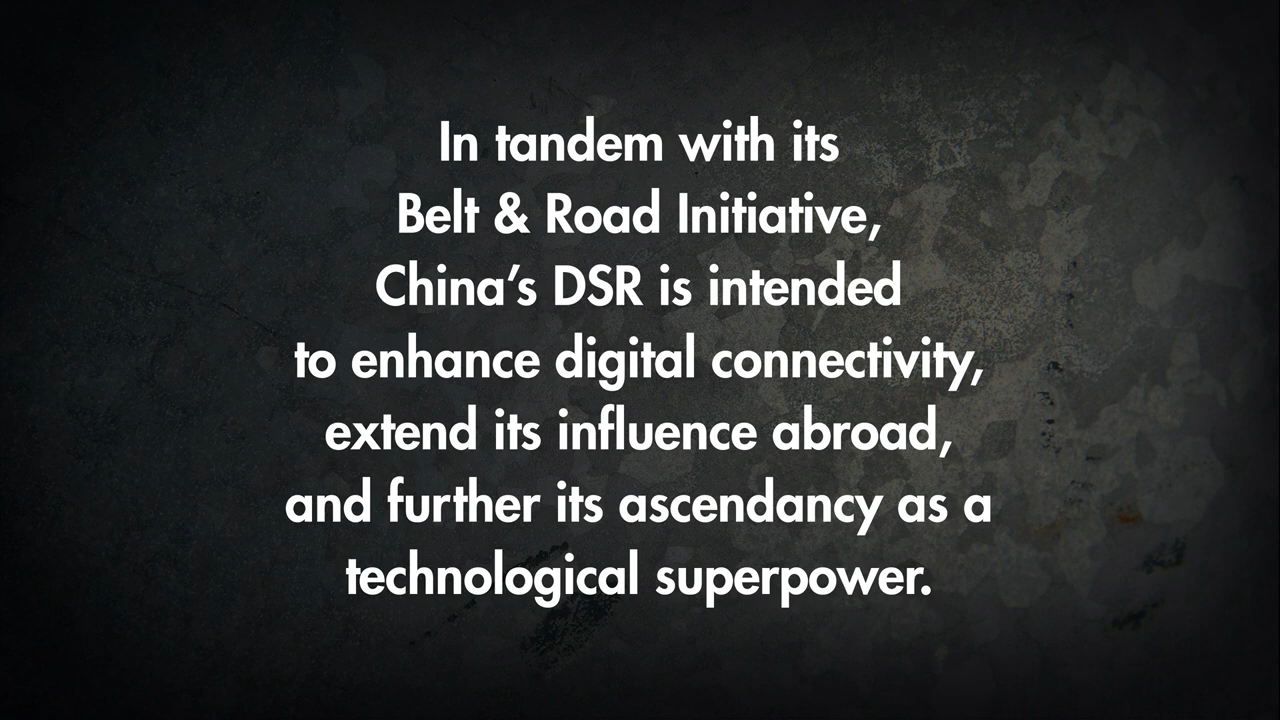 In tandem with its
Belt & Road Initiative,
China’s DSR is intended
to enhance digital connectivity,
extend its influence abroad,
and further its ascendancy as a
technological superpower.